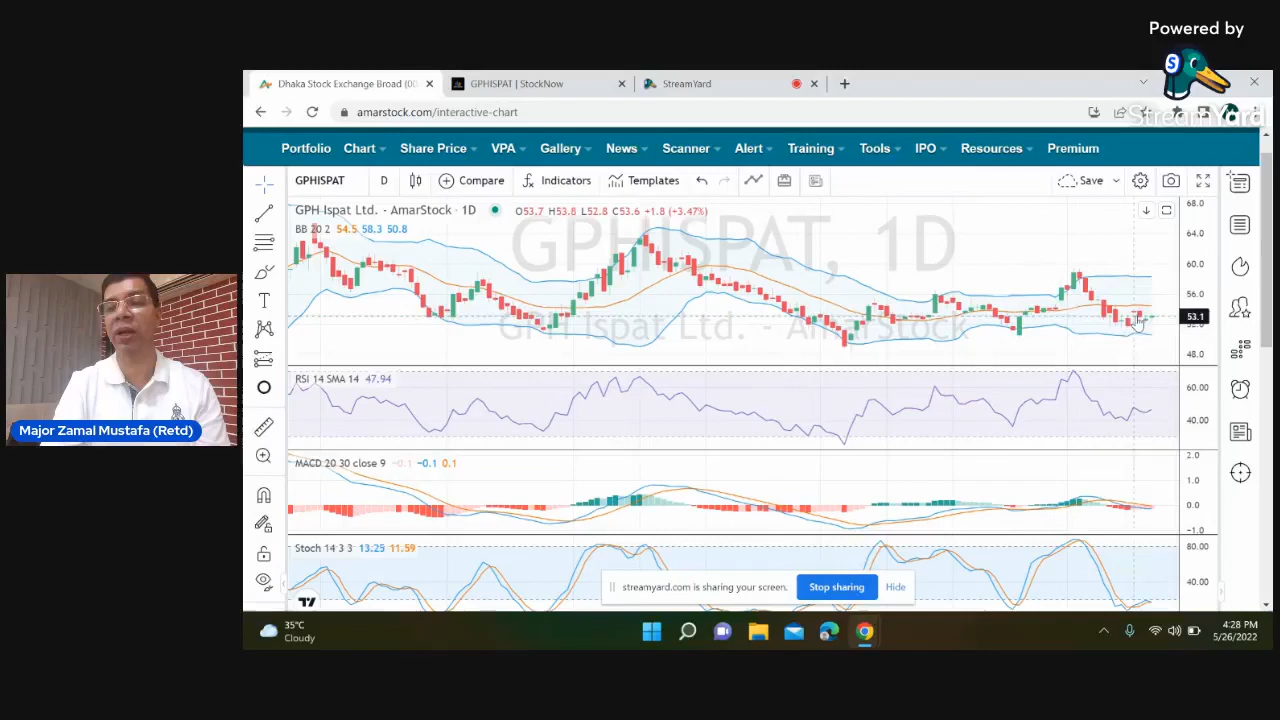 Powered by
StreamYard
Dhaka Stock Exchange Broad (00
GPHISPAT | StockNow
StreamYard
amarstock.com/interactive-chart
Portfolio Chart Share Price VPA Gallery News Scanner Alert Training Tools IPO Resources Premium
GPHISPAT D Compare Indicators Templates Save
GPH Ispat Ltd. - AmarStock · 1D O53.7 H53.8 L52.8 C53.6 +1.8 (+3.47%)
BB 20 2 54.5 58.3 50.8
GPHISPAT, 1D
GPH Ispat Ltd. - AmarStock
68.0
64.0
60.0
56.0
53.1
48.0
RSI 14 SMA 14 47.94
60.00
40.00
MACD 20 30 close 9 −0.1 −0.1 0.1
2.0
1.0
0.0
−1.0
Stoch 14 3 3 13.25 11.59
80.00
40.00
streamyard.com is sharing your screen. Stop sharing Hide
Major Zamal Mustafa (Retd)
35°C
Cloudy
4:28 PM
5/26/2022